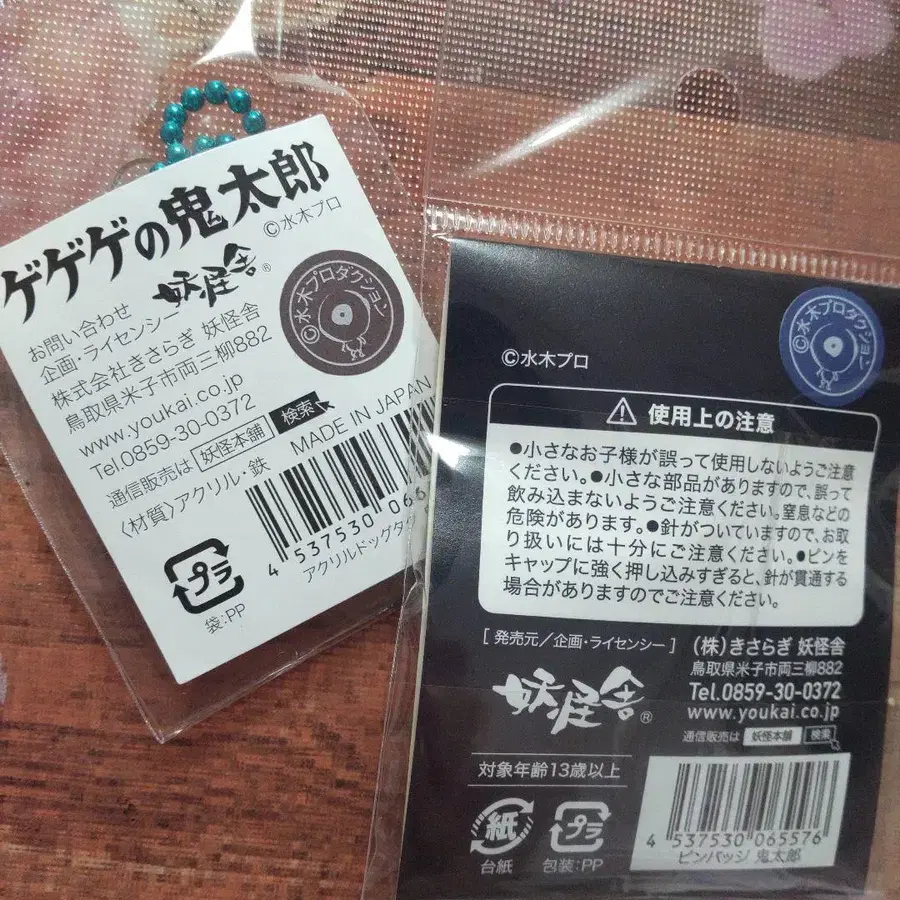 ゲゲゲの鬼太郎
©水木プロ
妖怪舎®
©水木プロダクション
お問い合わせ
企画・ライセンシー
株式会社きさらぎ 妖怪舎
鳥取県米子市両三柳882
www.youkai.co.jp
Tel.0859-30-0372
通信販売は 妖怪本舗 検索
〈材質〉アクリル・鉄
MADE IN JAPAN
4 537530 06
アクリルドッグタグ
プラ
袋:PP
©水木プロ
©水木プロダクション
使用上の注意
●小さなお子様が誤って使用しないようご注意
ください。●小さな部品がありますので、誤って
飲み込まないようご注意ください。窒息などの
危険があります。●針がついていますので、お取
り扱いには十分にご注意ください。●ピンを
キャップに強く押し込みすぎると、針が貫通する
場合がありますのでご注意ください。
[ 発売元/企画・ライセンシー ]
(株)きさらぎ 妖怪舎
鳥取県米子市両三柳882
Tel.0859-30-0372
www.youkai.co.jp
通信販売は 妖怪本舗 検索
妖怪舎®
対象年齢13歳以上
紙
台紙
プラ
包装:PP
4 537530 065576
ピンバッジ 鬼太郎